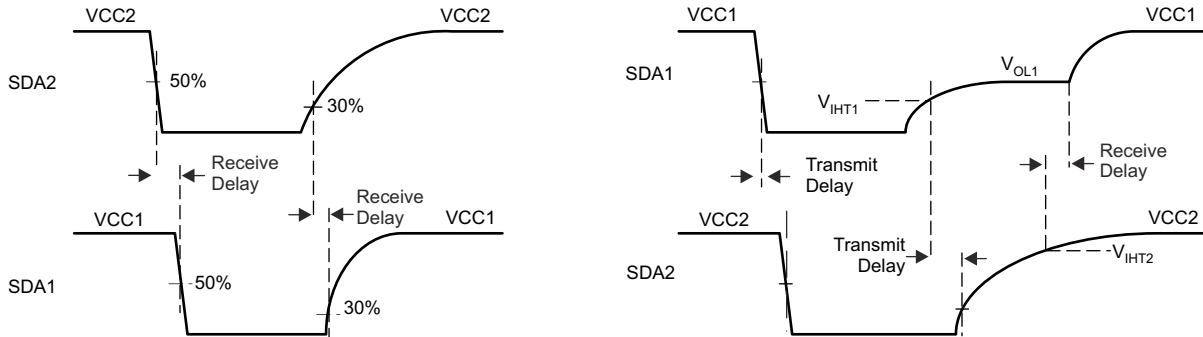 VCC2
VCC2
SDA2
50%
30%
Receive
Delay
Receive
Delay
VCC1
VCC1
SDA1
50%
30%
VCC1
VCC1
SDA1
VOL1
VIHT1
Transmit
Delay
Receive
Delay
VCC2
VCC2
Transmit
Delay
SDA2
VIHT2